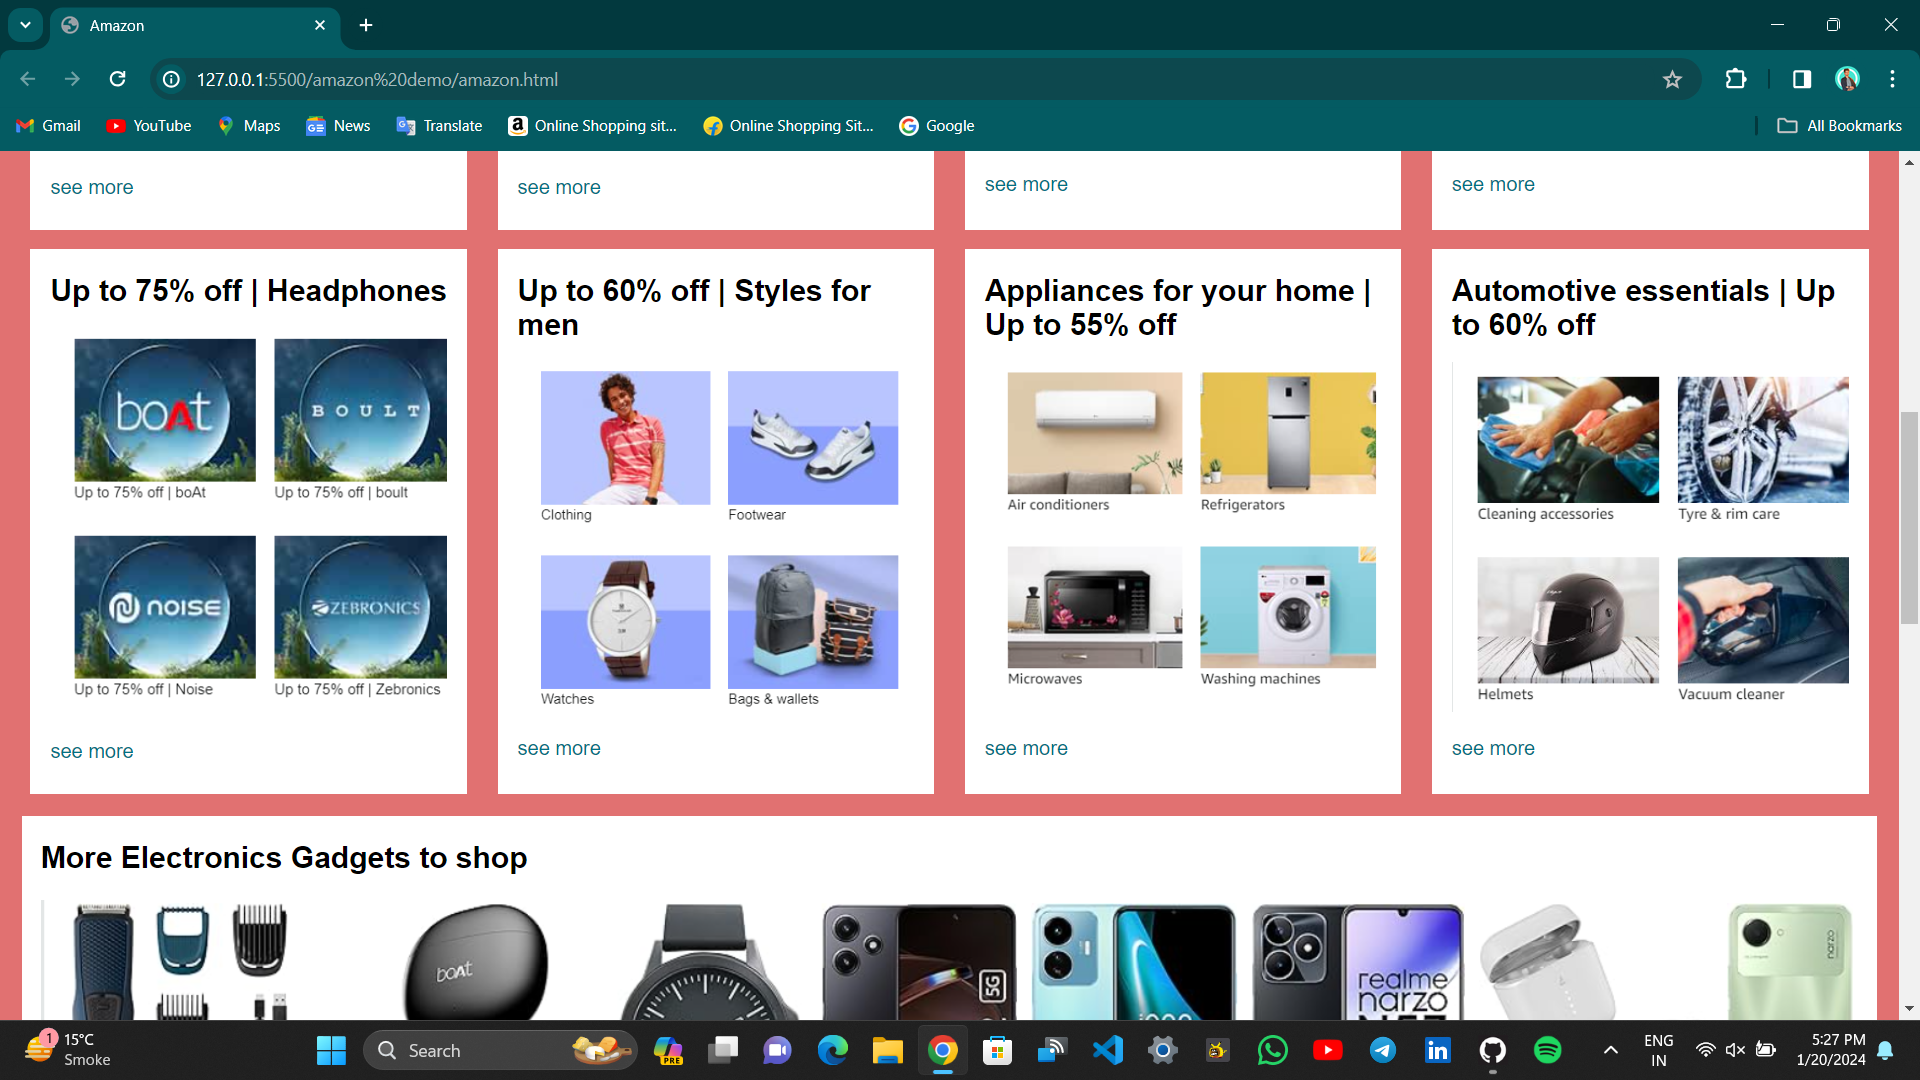 Amazon
127.0.0.1:5500/amazon%20demo/amazon.html
Gmail YouTube Maps News Translate Online Shopping sit... Online Shopping Sit... Google All Bookmarks
see more see more see more see more
Up to 75% off | Headphones
boAt BOULT
Up to 75% off | boAt Up to 75% off | boult
NOISE ZEBRONICS
Up to 75% off | Noise Up to 75% off | Zebronics
see more
Up to 60% off | Styles for
men
Clothing Footwear
Watches Bags & wallets
see more
Appliances for your home |
Up to 55% off
Air conditioners Refrigerators
Microwaves Washing machines
see more
Automotive essentials | Up
to 60% off
Cleaning accessories Tyre & rim care
Helmets Vacuum cleaner
see more
More Electronics Gadgets to shop
boAt
5G
realme
narzo
narzo
1
15°C
Smoke
Search
PRE
ENG
IN
5:27 PM
1/20/2024